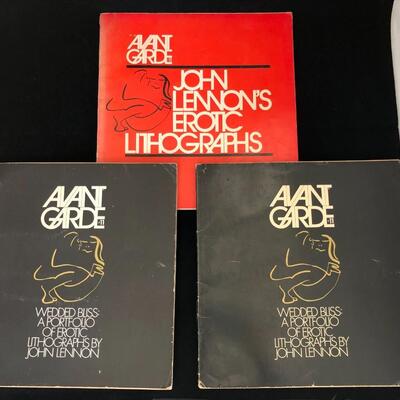 AVANT
GARDE
JOHN
LENNON'S
EROTIC
LITHOGRAPHS
AVANT
GARDE
WEDDED BLISS:
A PORTFOLIO
OF EROTIC
LITHOGRAPHS BY
JOHN LENNON
AVANT
GARDE
WEDDED BLISS:
A PORTFOLIO
OF EROTIC
LITHOGRAPHS BY
JOHN LENNON